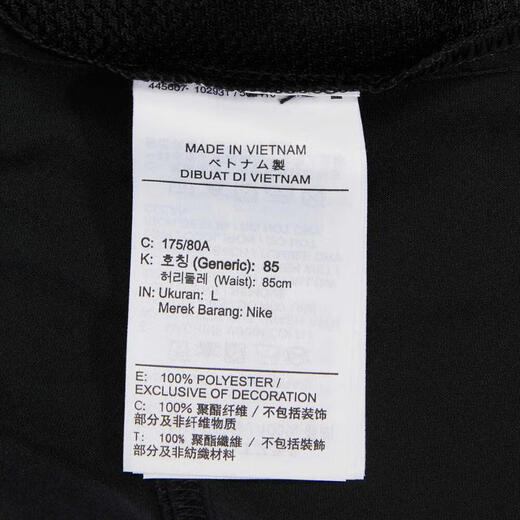 MADE IN VIETNAM
ベトナム製
DIBUAT DI VIETNAM
C: 175/80A
K: 호칭 (Generic): 85
허리둘레 (Waist): 85cm
IN: Ukuran: L
Merek Barang: Nike
E: 100% POLYESTER /
EXCLUSIVE OF DECORATION
C: 100% 聚酯纤维 / 不包括装饰
部分及非纤维物质
T: 100% 聚酯纖維 / 不包括裝飾
部分及非紡織材料